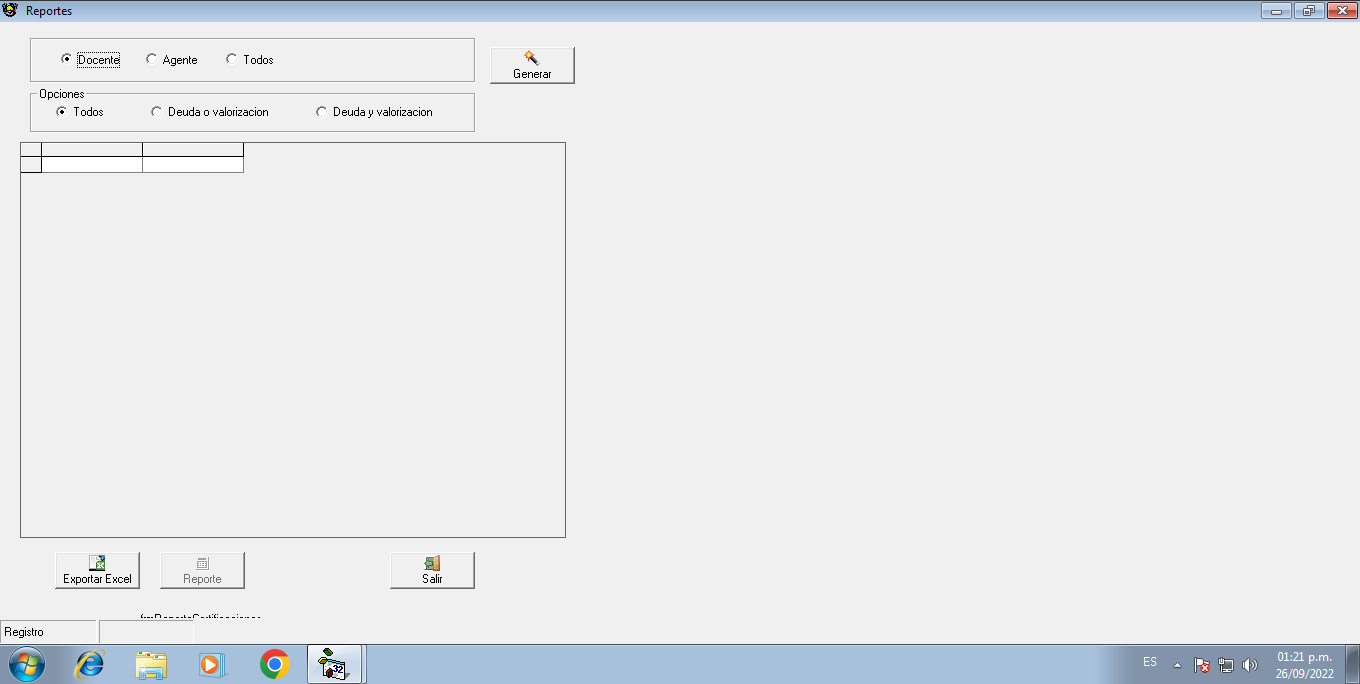 Reportes
Docente Agente Todos
Generar
Opciones
Todos Deuda o valorizacion Deuda y valorizacion
Exportar Excel Reporte Salir
Registro
32
ES 01:21 p.m.
26/09/2022